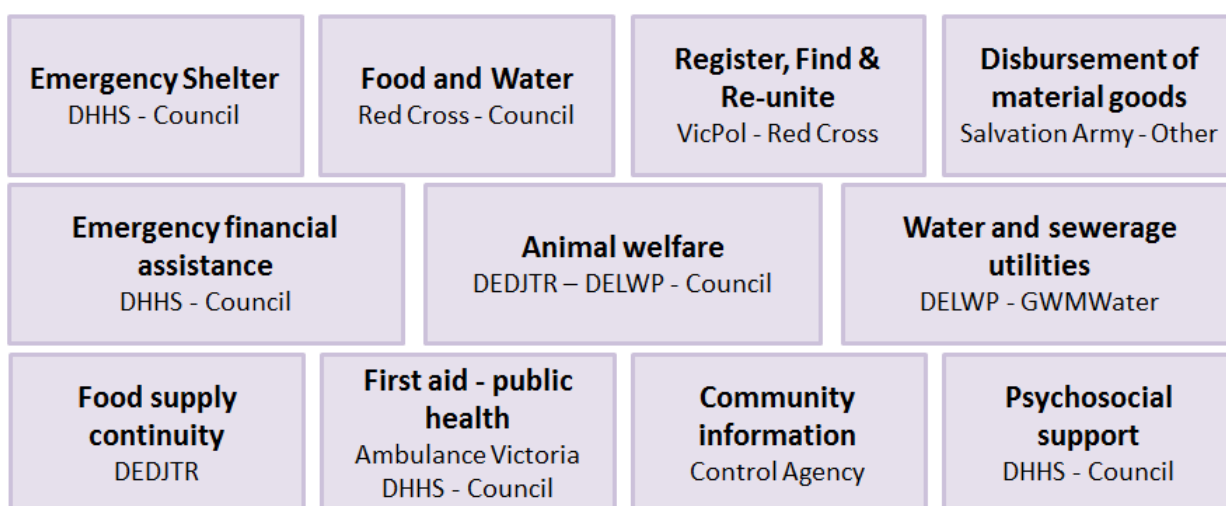 Emergency Shelter
DHHS - Council
Food and Water
Red Cross - Council
Register, Find &
Re-unite
VicPol - Red Cross
Disbursement of
material goods
Salvation Army - Other
Emergency financial
assistance
DHHS - Council
Animal welfare
DEDJTR – DELWP - Council
Water and sewerage
utilities
DELWP - GWMWater
Food supply
continuity
DEDJTR
First aid - public
health
Ambulance Victoria
DHHS - Council
Community
information
Control Agency
Psychosocial
support
DHHS - Council